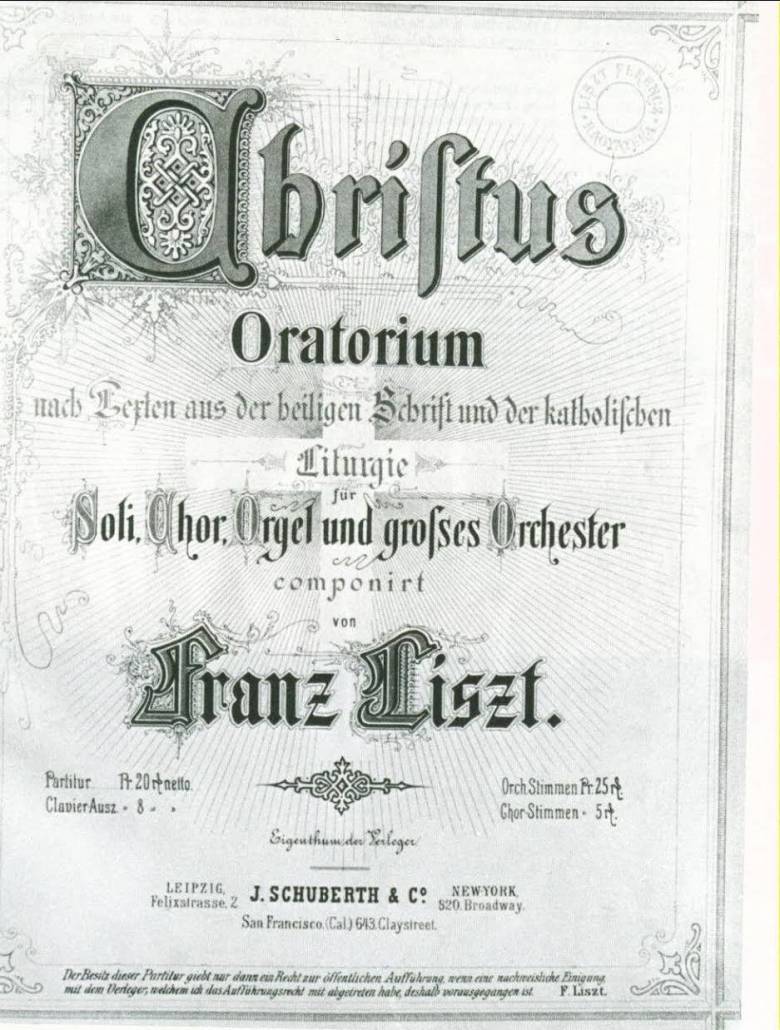 LISZT FERENC
KÖNYVTÁRA
Christus
Oratorium
nach Texten aus der heiligen Schrift und der katholischen
Liturgie
für
Soli, Chor, Orgel und grosses Orchester
componirt
von
Franz Liszt.
Partitur Pr. 20 netto.
Clavier Ausz. " 8 " "
Orch. Stimmen Pr. 25
Chor-Stimmen " 5
Eigenthum der Verleger
LEIPZIG,
Felixstrasse, 2
J. SCHUBERTH & Co.
NEW-YORK,
820. Broadway.
San Francisco, (Cal.) 643. Claystreet.
Der Besitz dieser Partitur giebt nur dann ein Recht zur öffentlichen Aufführung, wenn eine nachweisliche Einigung
mit dem Verleger, welchem ich das Aufführungsrecht mit abgetreten habe, deshalb vorausgegangen ist. F. Liszt.